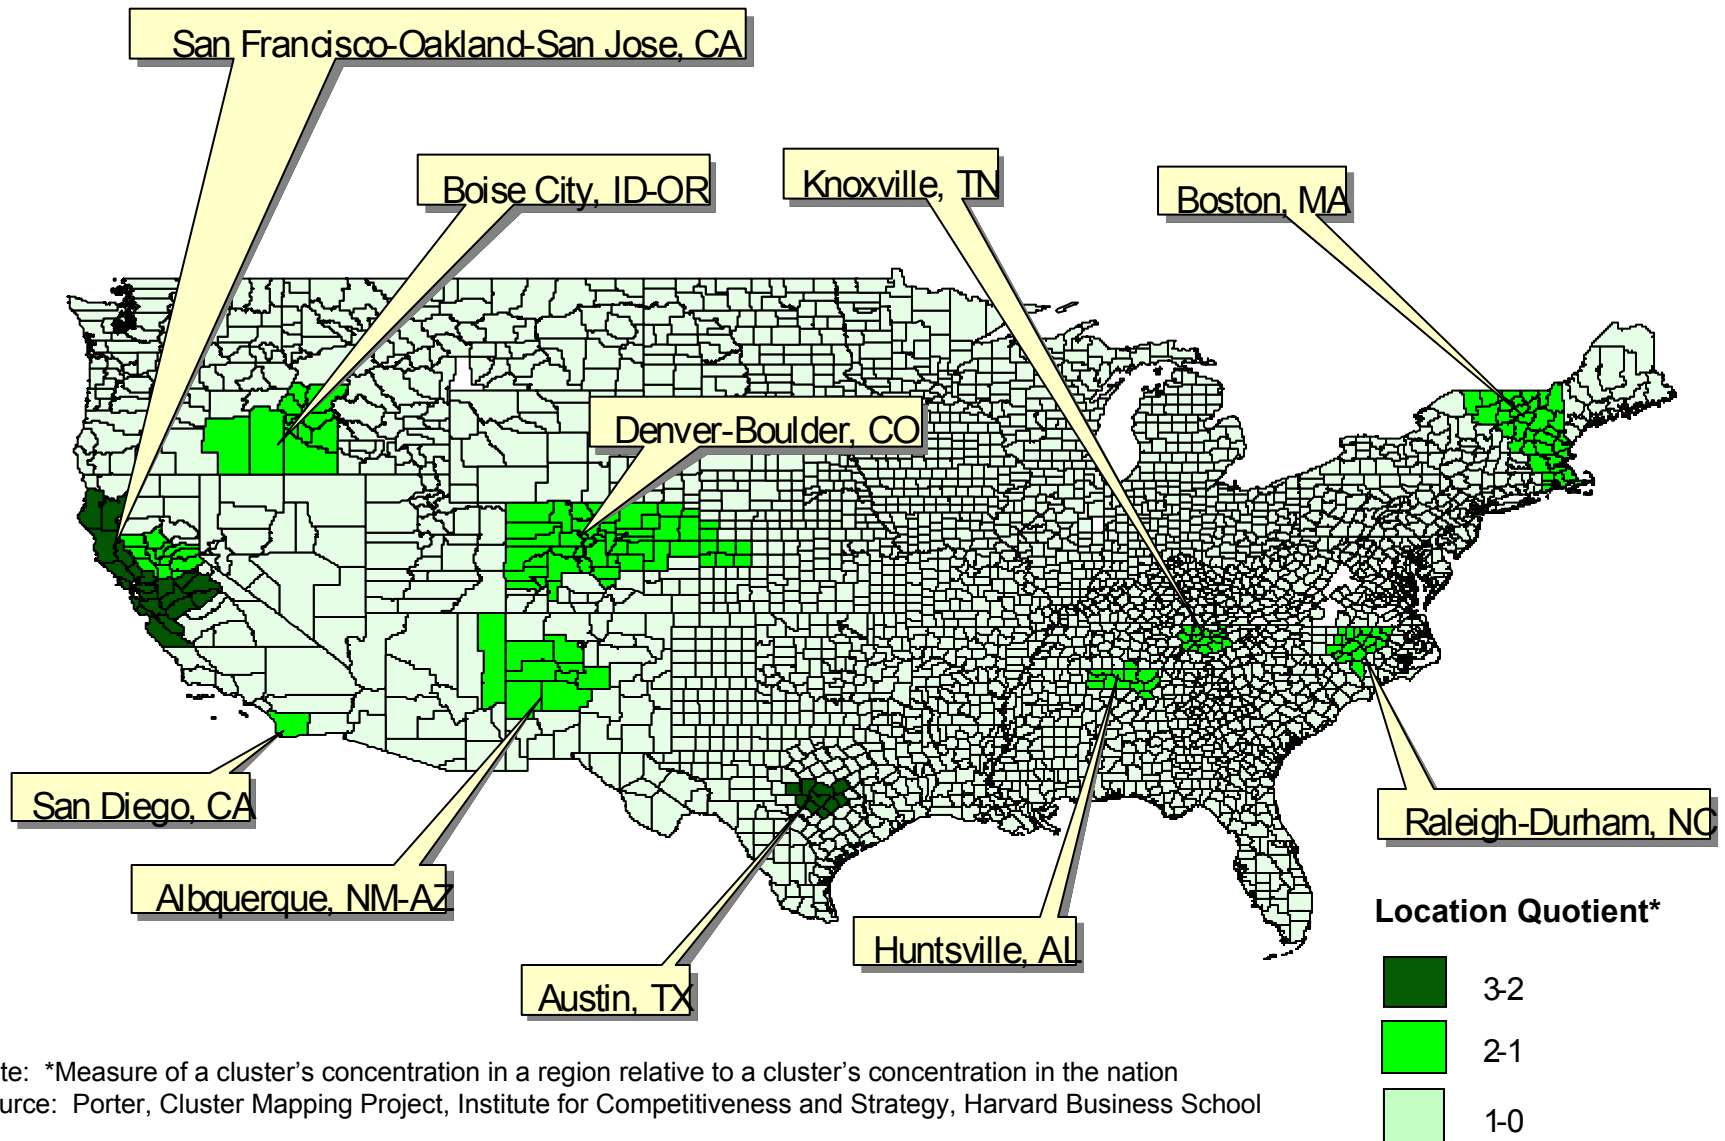 San Francisco-Oakland-San Jose, CA
Boise City, ID-OR
Knoxville, TN
Boston, MA
Denver-Boulder, CO
San Diego, CA
Raleigh-Durham, NC
Albquerque, NM-AZ
Huntsville, AL
Austin, TX
Location Quotient*
3-2
2-1
1-0
te: *Measure of a cluster’s concentration in a region relative to a cluster’s concentration in the nation
urce: Porter, Cluster Mapping Project, Institute for Competitiveness and Strategy, Harvard Business School